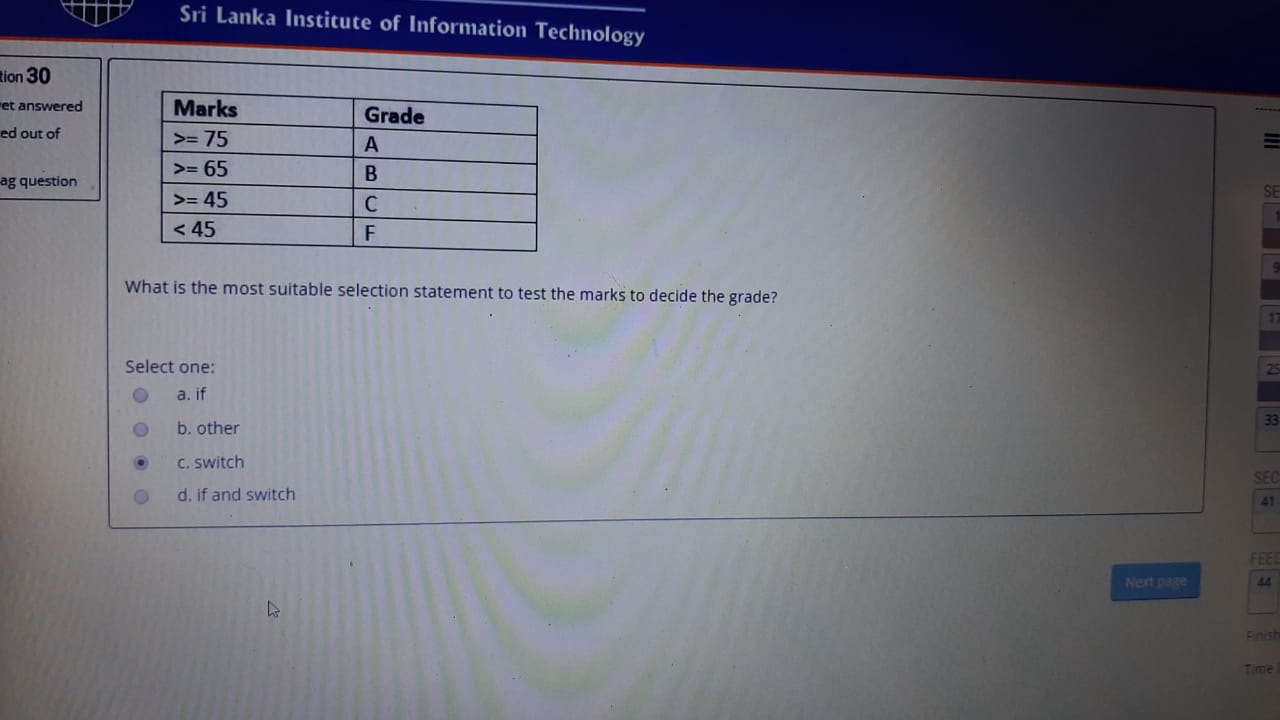 Sri Lanka Institute of Information Technology
tion 30
et answered
ed out of
ag question
Marks Grade
>= 75 A
>= 65 B
>= 45 C
< 45 F
What is the most suitable selection statement to test the marks to decide the grade?
Select one:
a. if
b. other
c. switch
d. if and switch
Next page
SE
1
9
17
25
33
SEC
41
FEED
44
Finish
Time